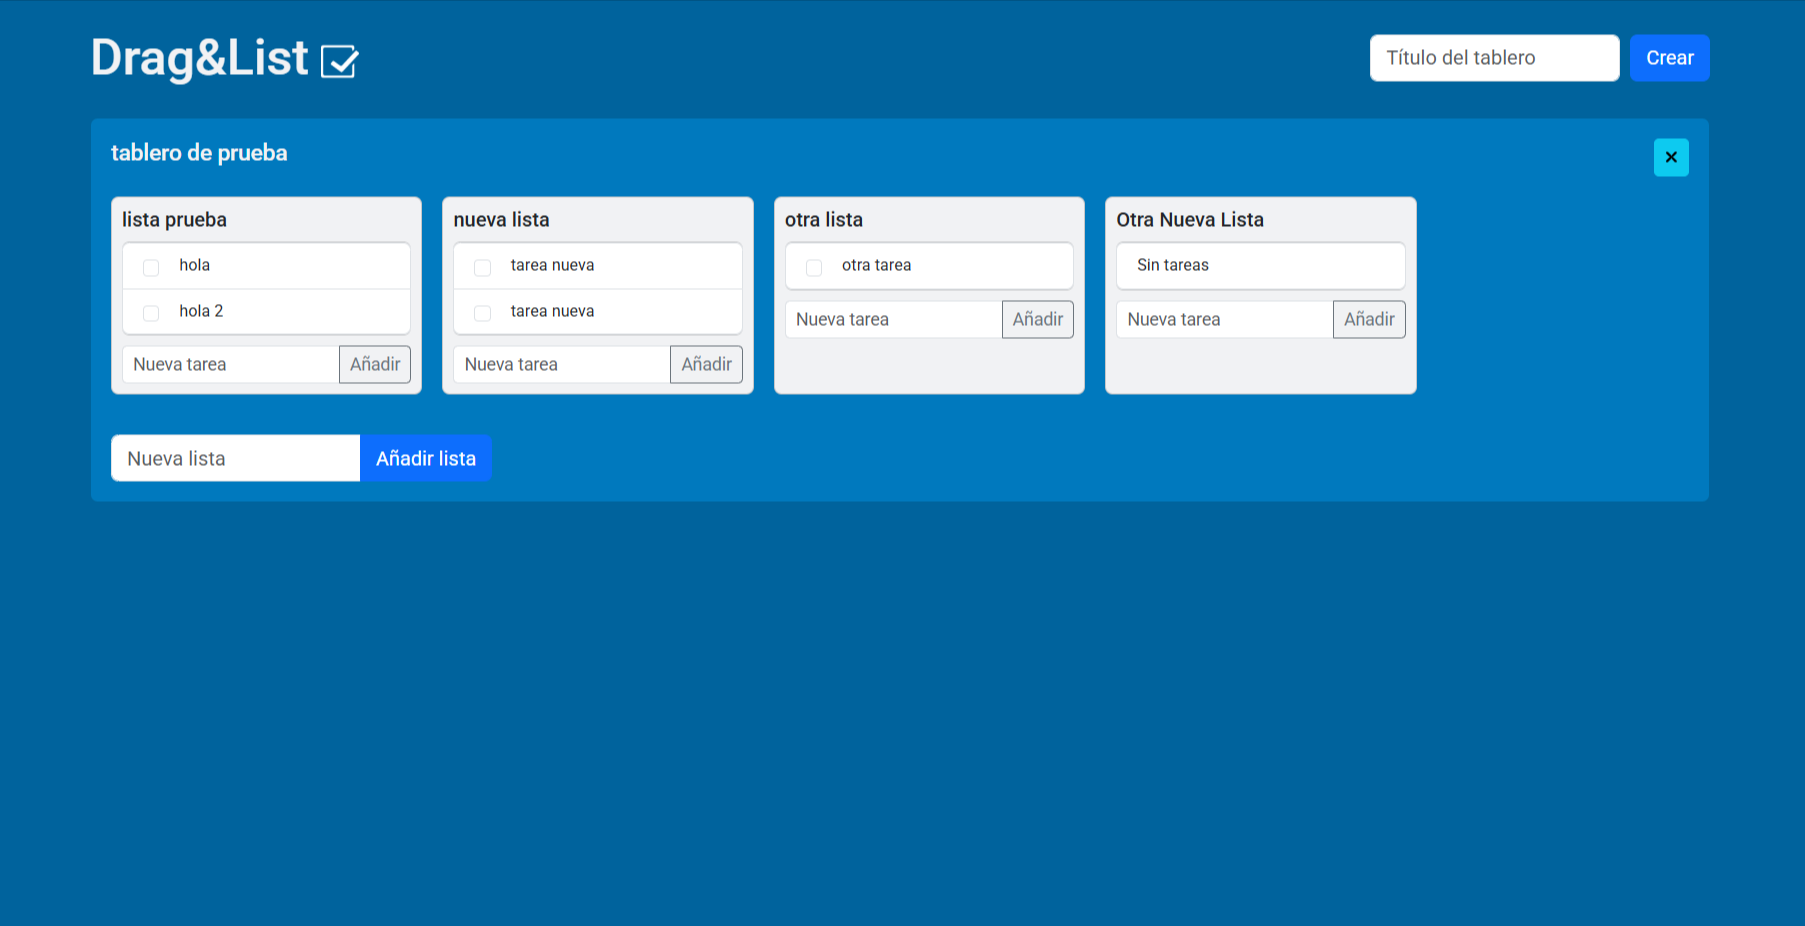 Drag&List
Título del tablero
Crear
tablero de prueba
lista prueba
hola
hola 2
Nueva tarea
Añadir
nueva lista
tarea nueva
tarea nueva
Nueva tarea
Añadir
otra lista
otra tarea
Nueva tarea
Añadir
Otra Nueva Lista
Sin tareas
Nueva tarea
Añadir
Nueva lista
Añadir lista